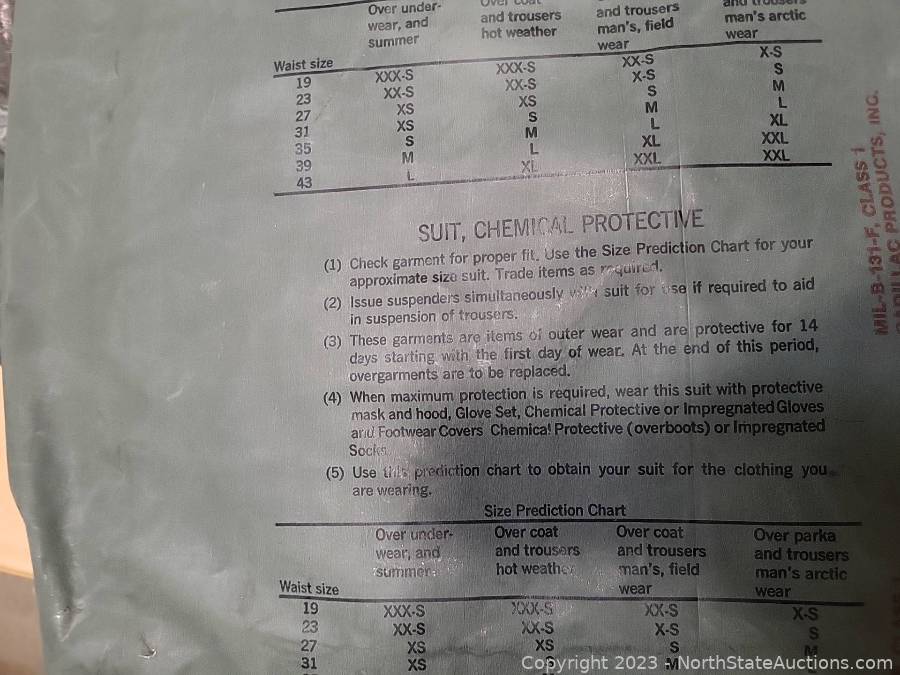 Over under- Over coat and trousers
wear, and and trousers and trousers man's arctic
summer hot weather man's, field wear
Waist size wear
19 XXX-S XXX-S XX-S X-S
23 XX-S XX-S X-S S
27 XS XS S M
31 XS S M L
35 S M L XL
39 M L XL XXL
43 L XL XXL XXL
SUIT, CHEMICAL PROTECTIVE
(1) Check garment for proper fit. Use the Size Prediction Chart for your
approximate size suit. Trade items as required.
(2) Issue suspenders simultaneously with suit for use if required to aid
in suspension of trousers.
(3) These garments are items of outer wear and are protective for 14
days starting with the first day of wear. At the end of this period,
overgarments are to be replaced.
(4) When maximum protection is required, wear this suit with protective
mask and hood, Glove Set, Chemical Protective or Impregnated Gloves
and Footwear Covers Chemical Protective (overboots) or Impregnated
Socks
(5) Use this prediction chart to obtain your suit for the clothing you
are wearing.
Size Prediction Chart
Over under- Over coat Over coat Over parka
wear, and and trousers and trousers and trousers
summer hot weather man's, field man's arctic
Waist size wear wear
19 XXX-S XXX-S XX-S X-S
23 XX-S XX-S X-S S
27 XS XS S M
31 XS S M
MIL-B-131-F, CLASS 1
CADILLAC PRODUCTS, INC.
Copyright 2023 - NorthStateAuctions.com